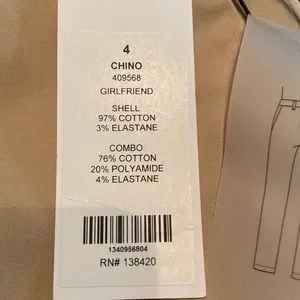 4
CHINO
409568
GIRLFRIEND
SHELL
97% COTTON
3% ELASTANE
COMBO
76% COTTON
20% POLYAMIDE
4% ELASTANE
1340956804
RN# 138420